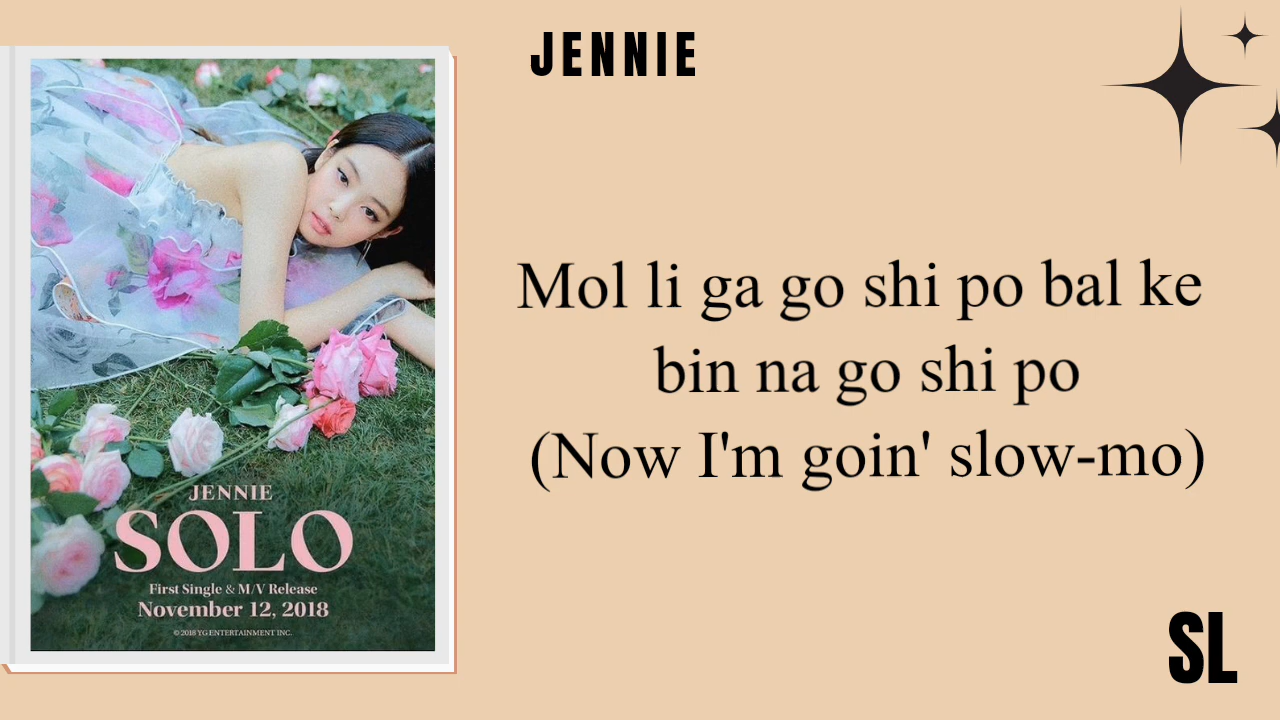 JENNIE
Mol li ga go shi po bal ke
bin na go shi po
(Now I'm goin' slow-mo)
JENNIE
SOLO
First Single & M/V Release
November 12, 2018
© 2018 YG ENTERTAINMENT INC.
SL